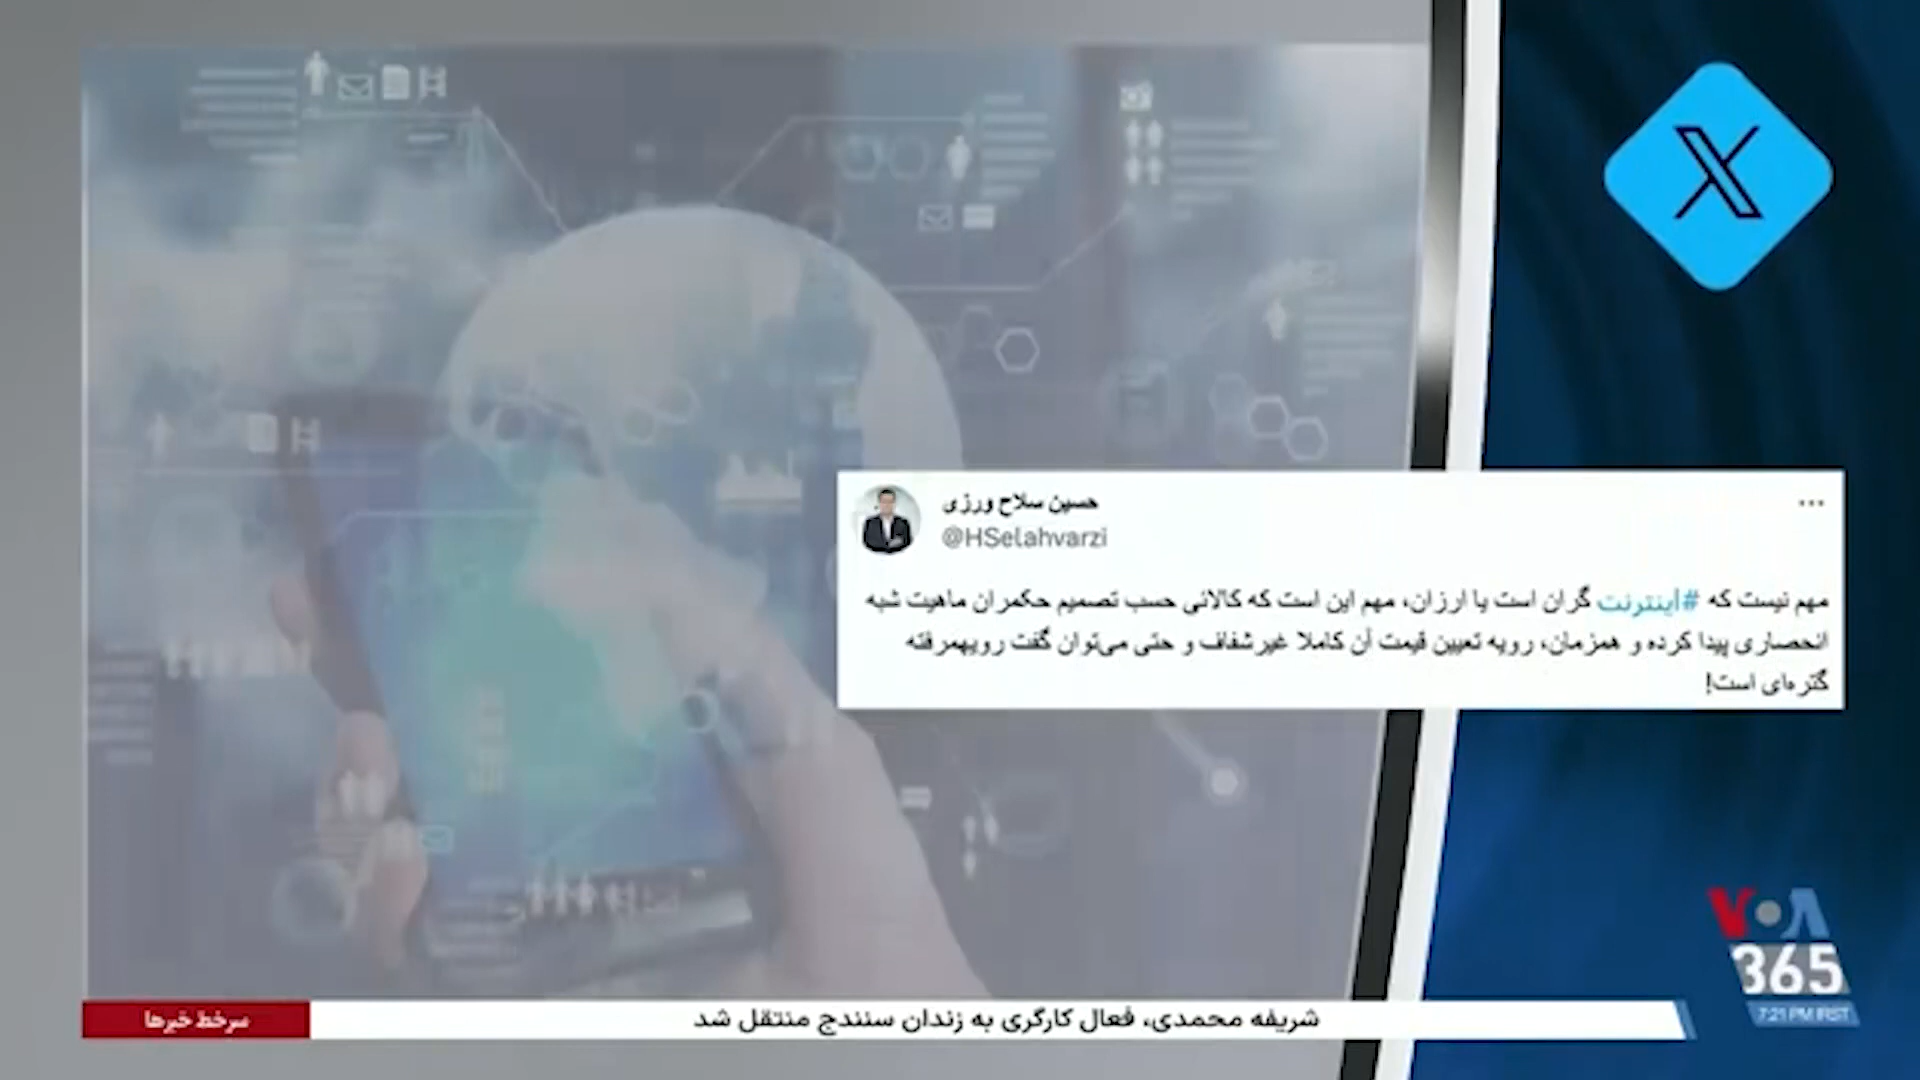 حسین سلاح ورزی
@HSelahvarzi
مهم نیست که #اینترنت گران است یا ارزان، مهم این است که کالائی حسب تصمیم حکمران ماهیت شبه
انحصاری پیدا کرده و همزمان، رویه تعیین قیمت آن کاملا غیرشفاف و حتی می‌توان گفت رویهمرفته
گتره‌ای است!
VOA
365
7:21 PM IRST
سرخط خبرها
شریفه محمدی، فعال کارگری به زندان سنندج منتقل شد